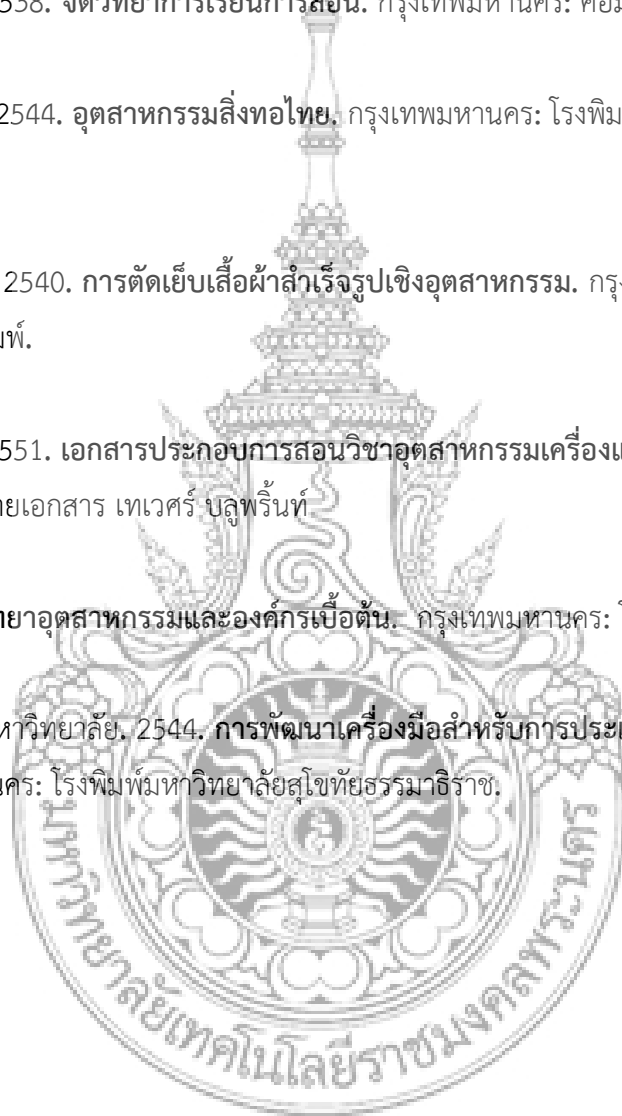 538. จิตวิทยาการเรียนการสอน. กรุงเทพมหานคร:
2544. อุตสาหกรรมสิ่งทอไทย. กรุงเทพมหานคร: โรงพิม
2540. การตัดเย็บเสื้อผ้าสำเร็จรูปเชิงอุตสาหกรรม. กรุง
มพ์.
551. เอกสารประกอบการสอนวิชาอุตสาหกรรมเครื่องแ
ายเอกสาร เทเวศร์ บลูพริ้นท์
ทยาอุตสาหกรรมและองค์กรเบื้อต้น. กรุงเทพมหานคร:
หาวิทยาลัย. 2544. การพัฒนาเครื่องมือสำหรับการประเ
นคร: โรงพิมพ์มหาวิทยาลัยสุโขทัยธรรมาธิราช.
มหาวิทยาลัยเทคโนโลยีราชมงคลพระนคร